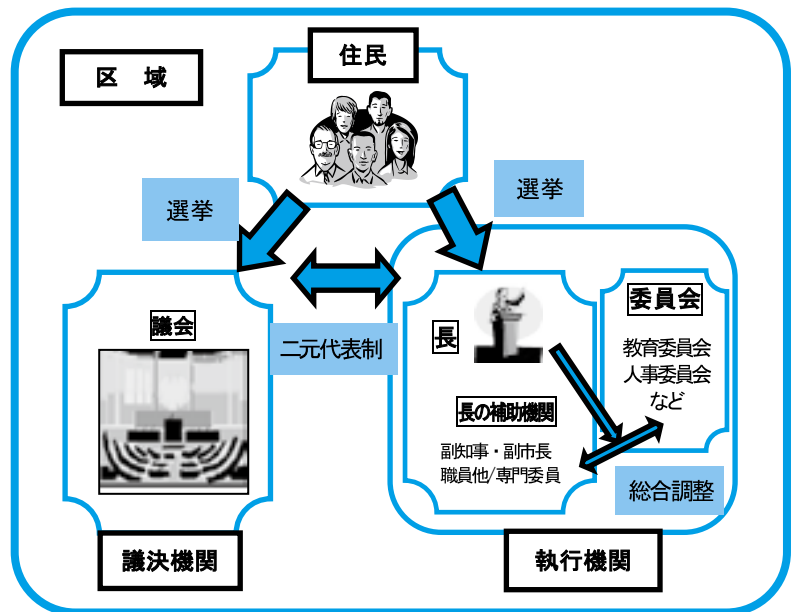 区　域
住民
選挙
選挙
議会
二元代表制
長
委員会
教育委員会
人事委員会
など
長の補助機関
副知事・副市長
職員他/専門委員
総合調整
議決機関
執行機関